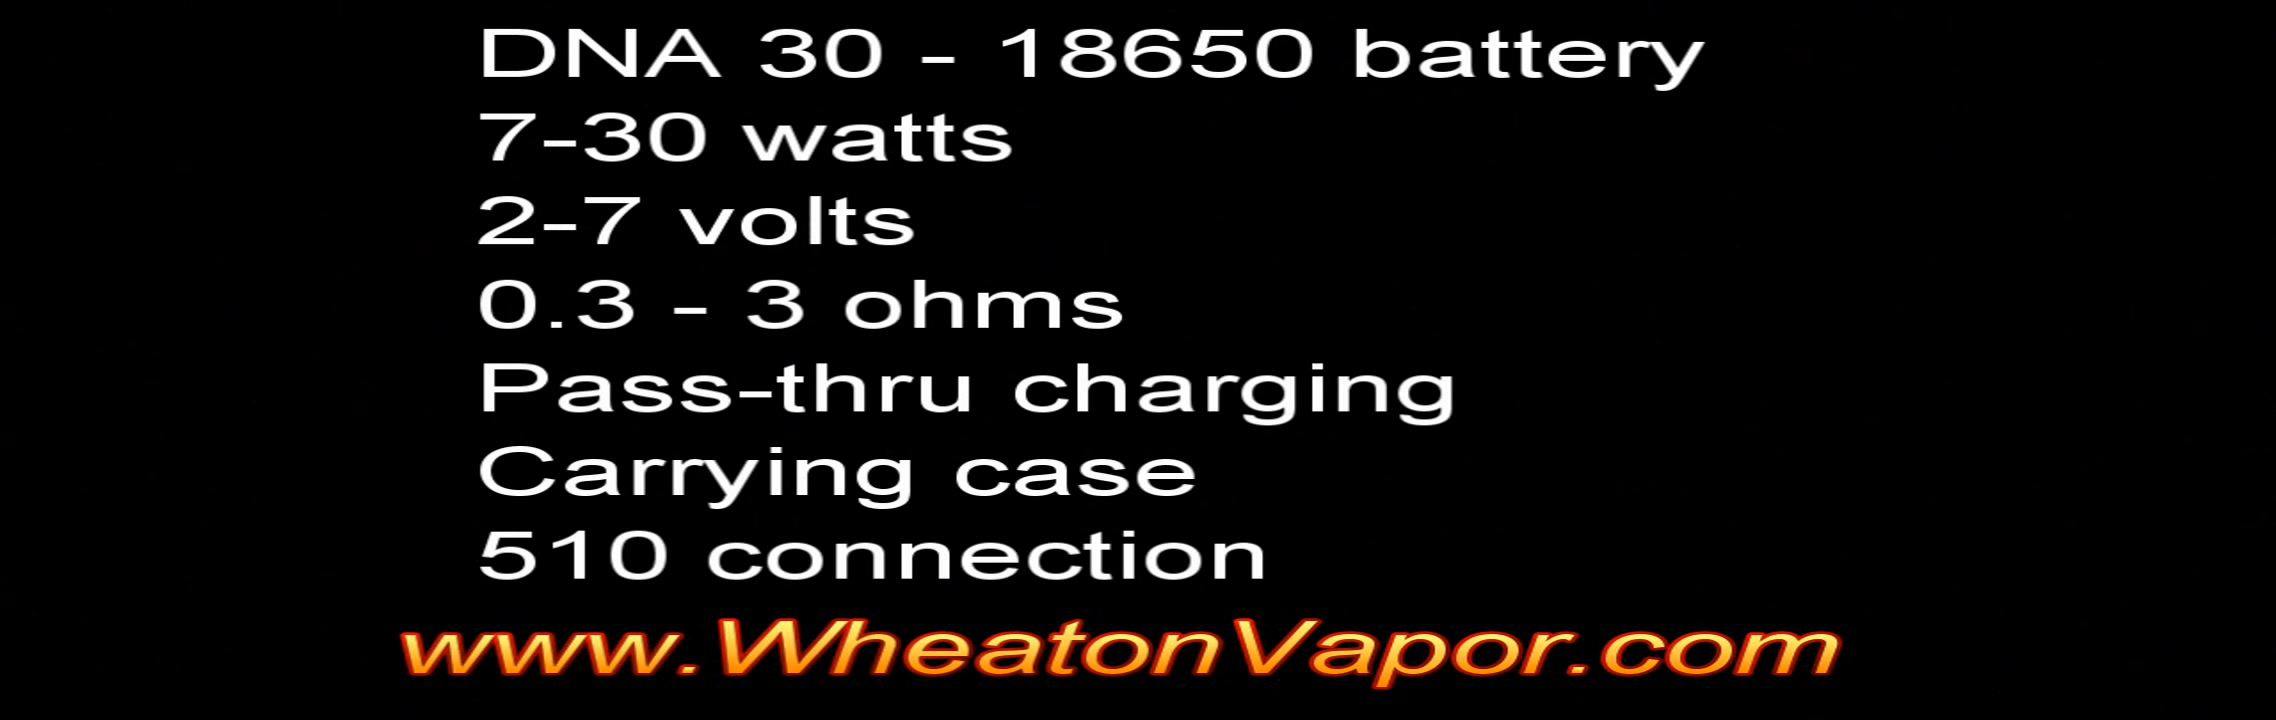 DNA 30 - 18650 battery
7-30 watts
2-7 volts
0.3 - 3 ohms
Pass-thru charging
Carrying case
510 connection
www.WheatonVapor.com